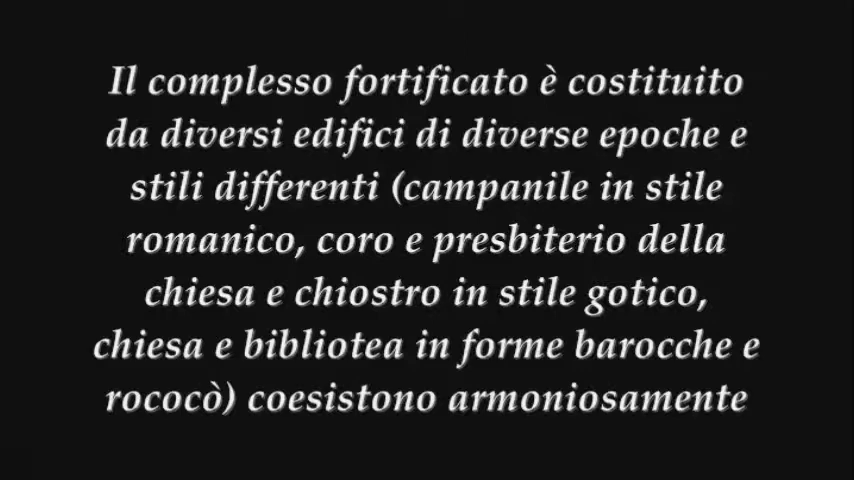 Il complesso fortificato è costituito
da diversi edifici di diverse epoche e
stili differenti (campanile in stile
romanico, coro e presbiterio della
chiesa e chiostro in stile gotico,
chiesa e bibliotea in forme barocche e
rococò) coesistono armoniosamente